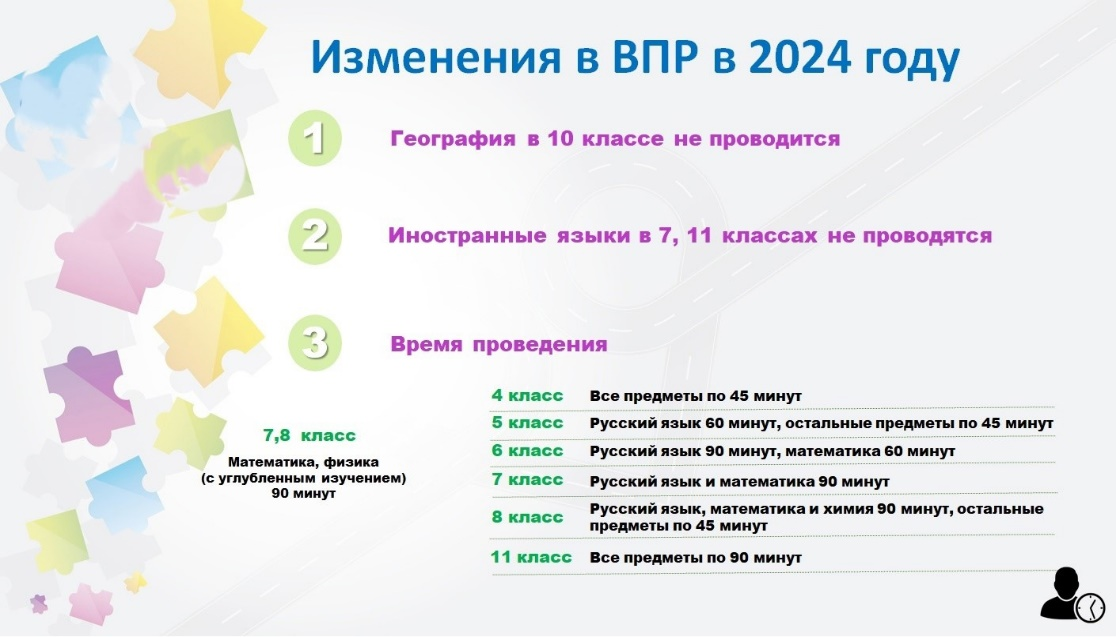 Изменения в ВПР в 2024 году
1
География в 10 классе не проводится
2
Иностранные языки в 7, 11 классах не проводятся
3
Время проведения
7,8 класс
Математика, физика
(с углубленным изучением)
90 минут
4 класс Все предметы по 45 минут
5 класс Русский язык 60 минут, остальные предметы по 45 минут
6 класс Русский язык 90 минут, математика 60 минут
7 класс Русский язык и математика 90 минут
8 класс Русский язык, математика и химия 90 минут, остальные
предметы по 45 минут
11 класс Все предметы по 90 минут